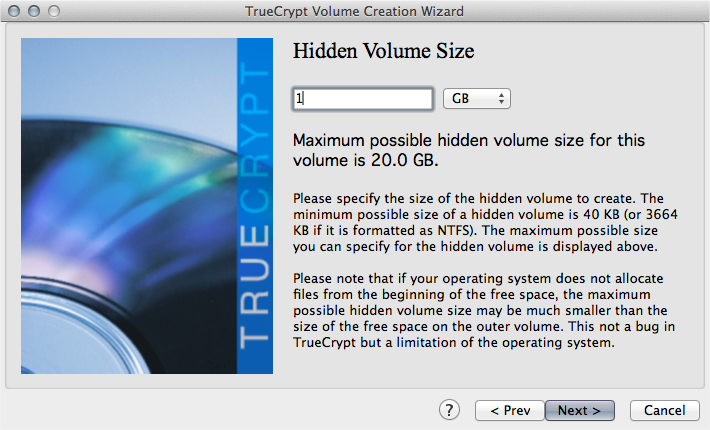 TrueCrypt Volume Creation Wizard
Hidden Volume Size
1
GB
Maximum possible hidden volume size for this
volume is 20.0 GB.
Please specify the size of the hidden volume to create. The
minimum possible size of a hidden volume is 40 KB (or 3664
KB if it is formatted as NTFS). The maximum possible size
you can specify for the hidden volume is displayed above.
Please note that if your operating system does not allocate
files from the beginning of the free space, the maximum
possible hidden volume size may be much smaller than the
size of the free space on the outer volume. This not a bug in
TrueCrypt but a limitation of the operating system.
TRUECRYPT
?
< Prev
Next >
Cancel